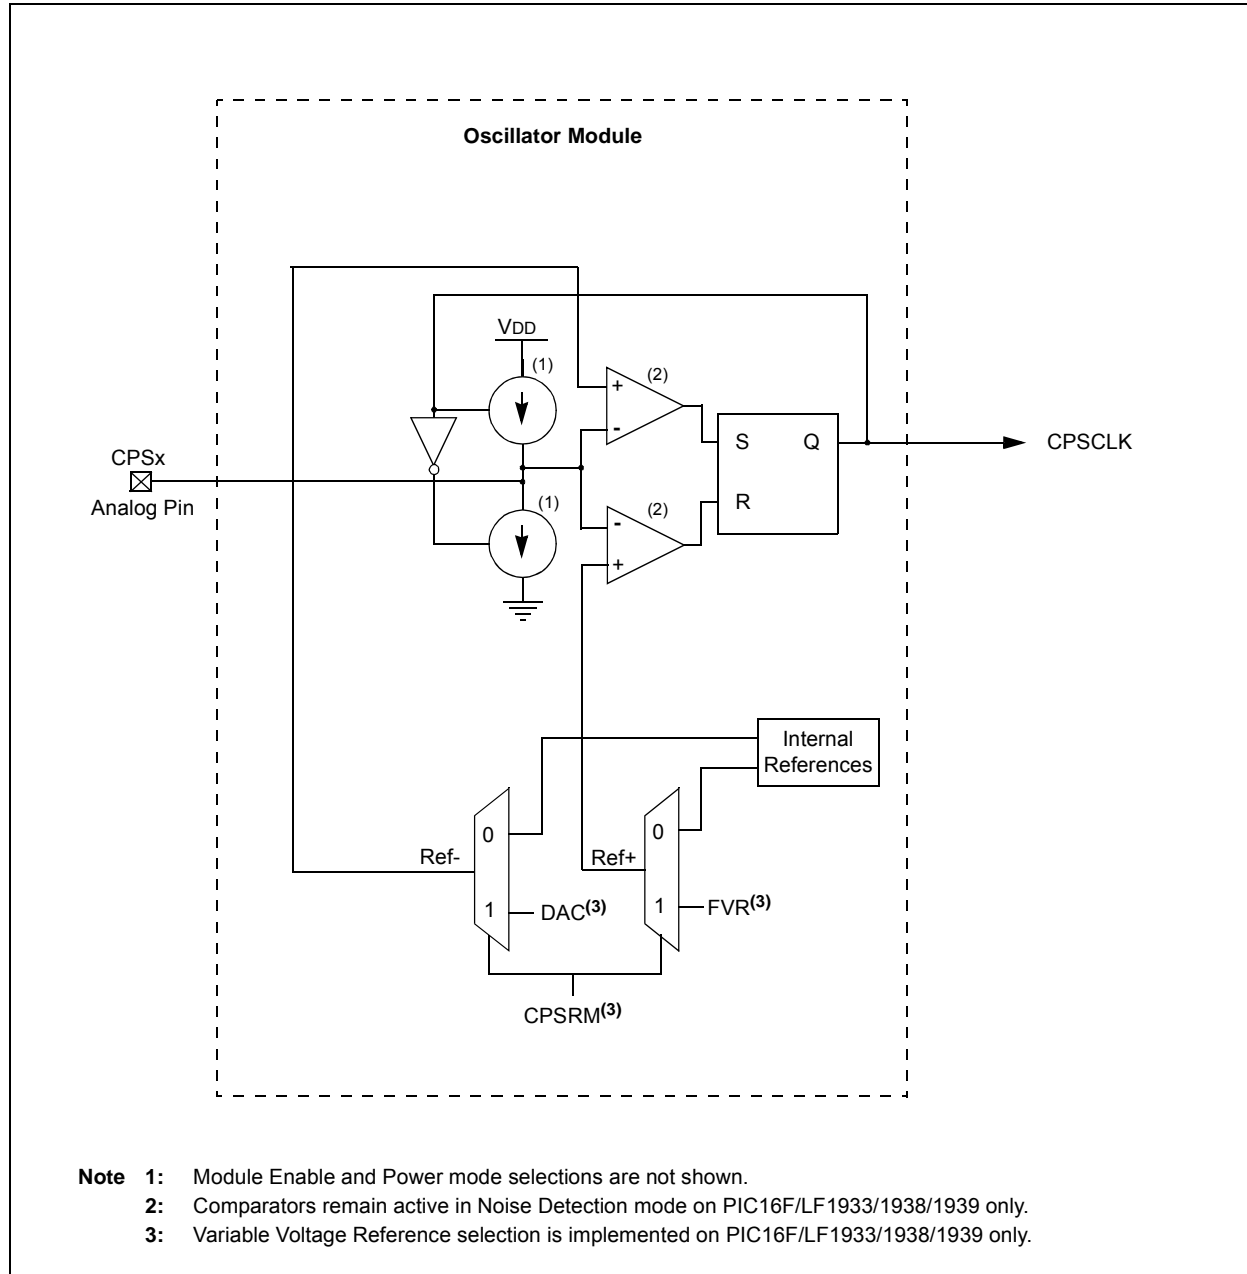 Oscillator Module
VDD
(1)
(2)
+
-
S Q
CPSCLK
CPSx
Analog Pin
(1)
(2)
R
-
+
Internal
References
0
0
Ref-
Ref+
1
DAC(3)
1
FVR(3)
CPSRM(3)
Note 1: Module Enable and Power mode selections are not shown.
2: Comparators remain active in Noise Detection mode on PIC16F/LF1933/1938/1939 only.
3: Variable Voltage Reference selection is implemented on PIC16F/LF1933/1938/1939 only.